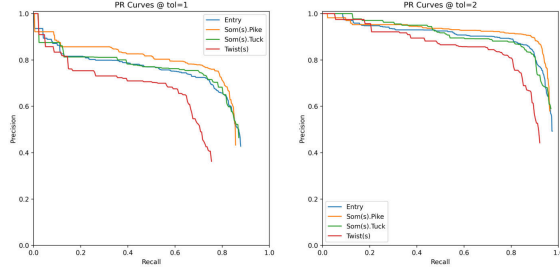 PR Curves @ tol=1
Entry
Som(s).Pike
Som(s).Tuck
Twist(s)
Precision
1.0
0.8
0.6
0.4
0.2
0.0
0.0 0.2 0.4 0.6 0.8 1.0
Recall
PR Curves @ tol=2
Precision
1.0
0.8
0.6
0.4
0.2
0.0
Entry
Som(s).Pike
Som(s).Tuck
Twist(s)
0.0 0.2 0.4 0.6 0.8 1.0
Recall